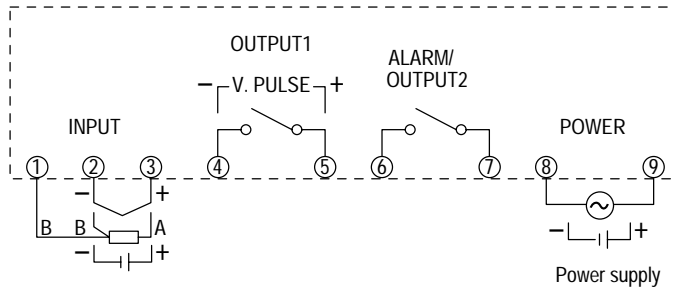 OUTPUT1
− V. PULSE +
ALARM/
OUTPUT2
INPUT
POWER
1 2 3 4 5 6 7 8 9
− +
B B A
− +
− +
Power supply